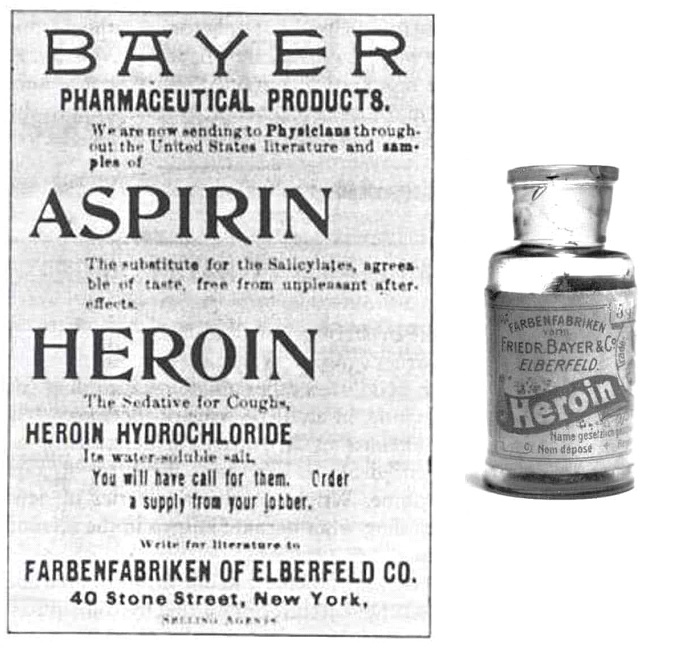 BAYER
PHARMACEUTICAL PRODUCTS.
We are now sending to Physicians through-
out the United States literature and sam-
ples of
ASPIRIN
The substitute for the Salicylates, agreea-
ble of taste, free from unpleasant after-
effects.
HEROIN
The Sedative for Coughs,
HEROIN HYDROCHLORIDE
Its water-soluble salt.
You will have call for them. Order
a supply from your jobber.
Write for literature to
FARBENFABRIKEN OF ELBERFELD CO.
40 Stone Street, New York,
SELLING AGENTS
FARBENFABRIKEN
vorm.
FRIEDR. BAYER & Co.
ELBERFELD.
Heroin
Name
Nom déposé
Trade